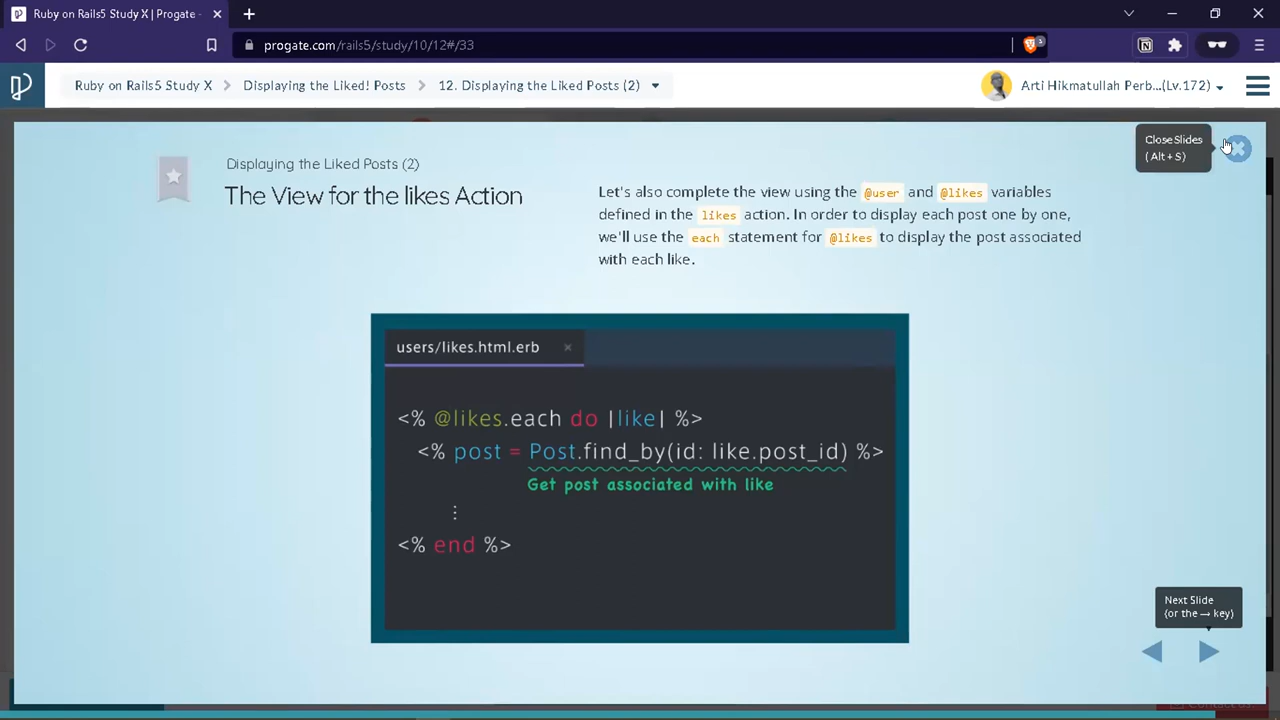 Ruby on Rails5 Study X | Progate -
progate.com/rails5/study/10/12#/33
3
Ruby on Rails5 Study X
Displaying the Liked! Posts
12. Displaying the Liked Posts (2)
Arti Hikmatullah Perb...(Lv.172)
Close Slides
(Alt + S)
Displaying the Liked Posts (2)
The View for the likes Action
Let's also complete the view using the @user and @likes variables
defined in the likes action. In order to display each post one by one,
we'll use the each statement for @likes to display the post associated
with each like.
users/likes.html.erb ×
<% @likes.each do |like| %>
<% post = Post.find_by(id: like.post_id) %>
Get post associated with like
⋮
<% end %>
Next Slide
(or the → key)
Contact us